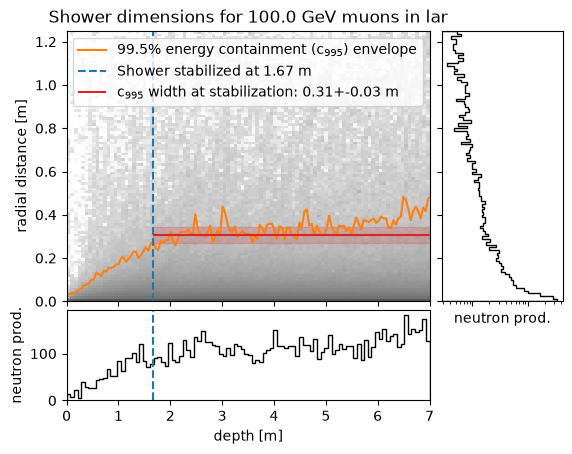 Shower dimensions for 100.0 GeV muons in lar
99.5% energy containment (c₉₉₅) envelope
Shower stabilized at 1.67 m
c₉₉₅ width at stabilization: 0.31+-0.03 m
radial distance [m]
1.2
1.0
0.8
0.6
0.4
0.2
0.0
neutron prod.
neutron prod.
100
0
0 1 2 3 4 5 6 7
depth [m]